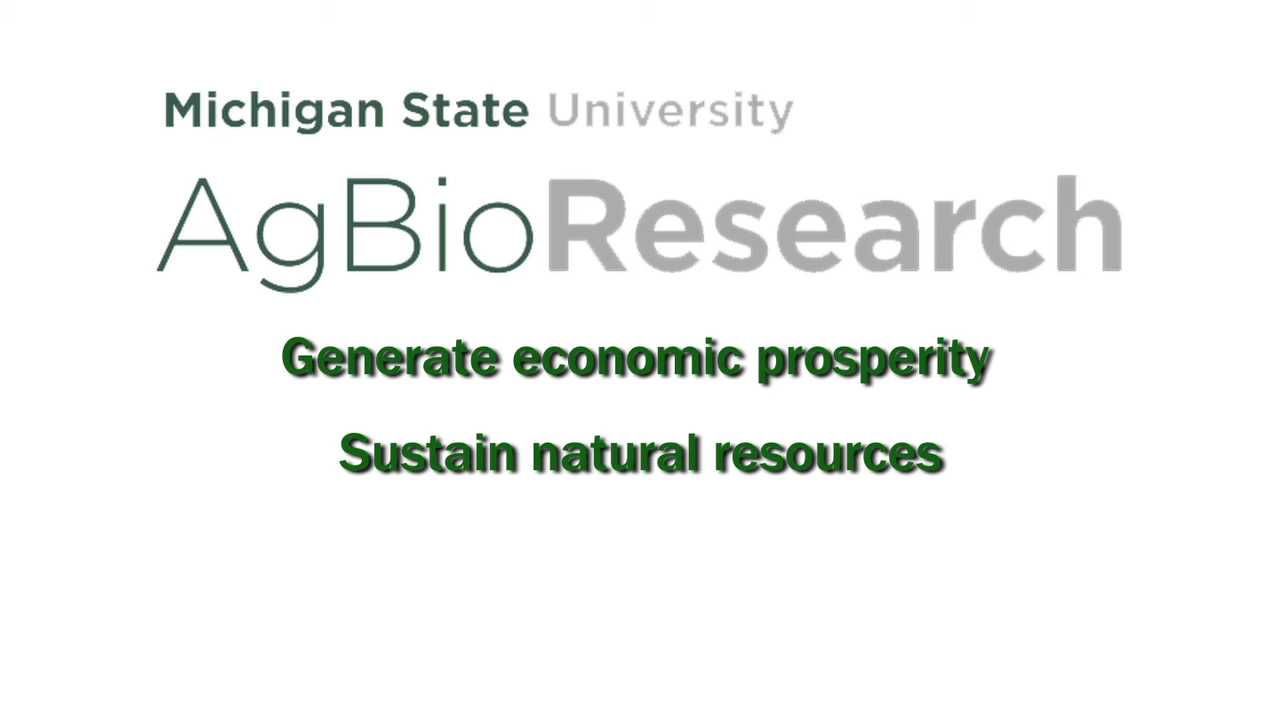 Michigan State University
AgBioResearch
Generate economic prosperity
Sustain natural resources